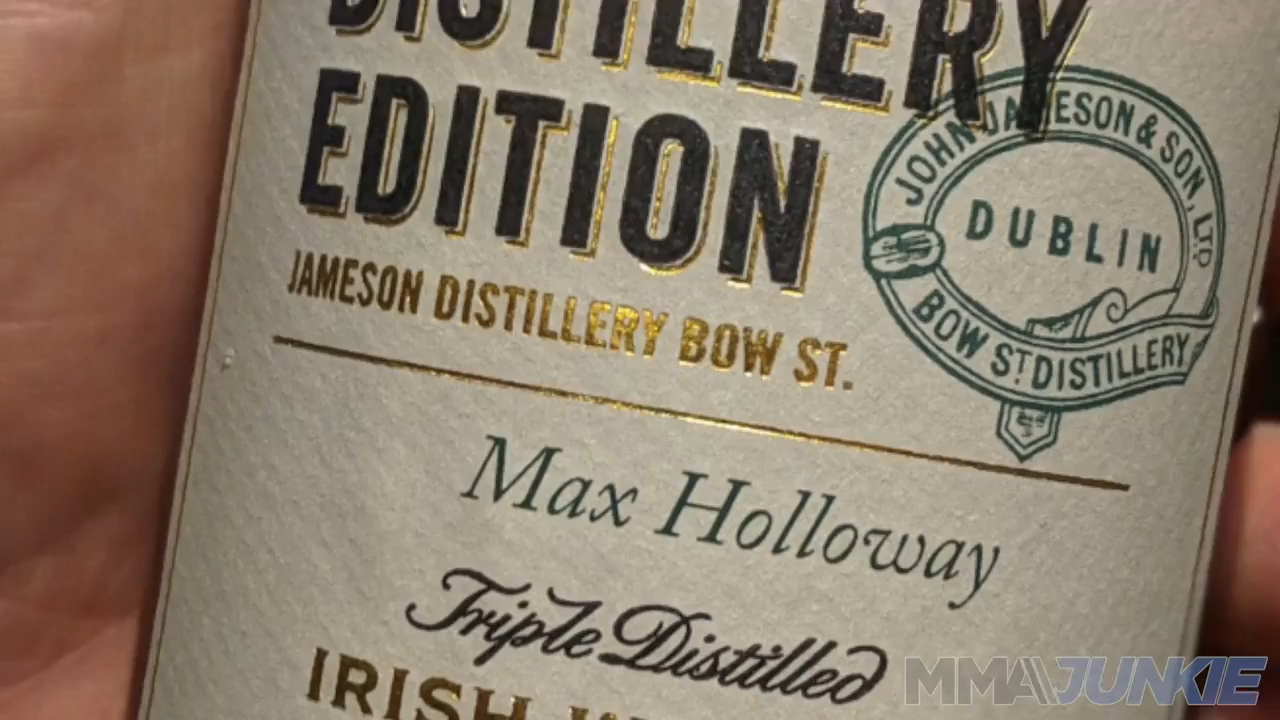 DISTILLERY
EDITION
JAMESON DISTILLERY BOW ST.
JOHN JAMESON & SON, LTD
DUBLIN
BOW ST DISTILLERY
Max Holloway
Triple Distilled
IRISH
MMAJUNKIE